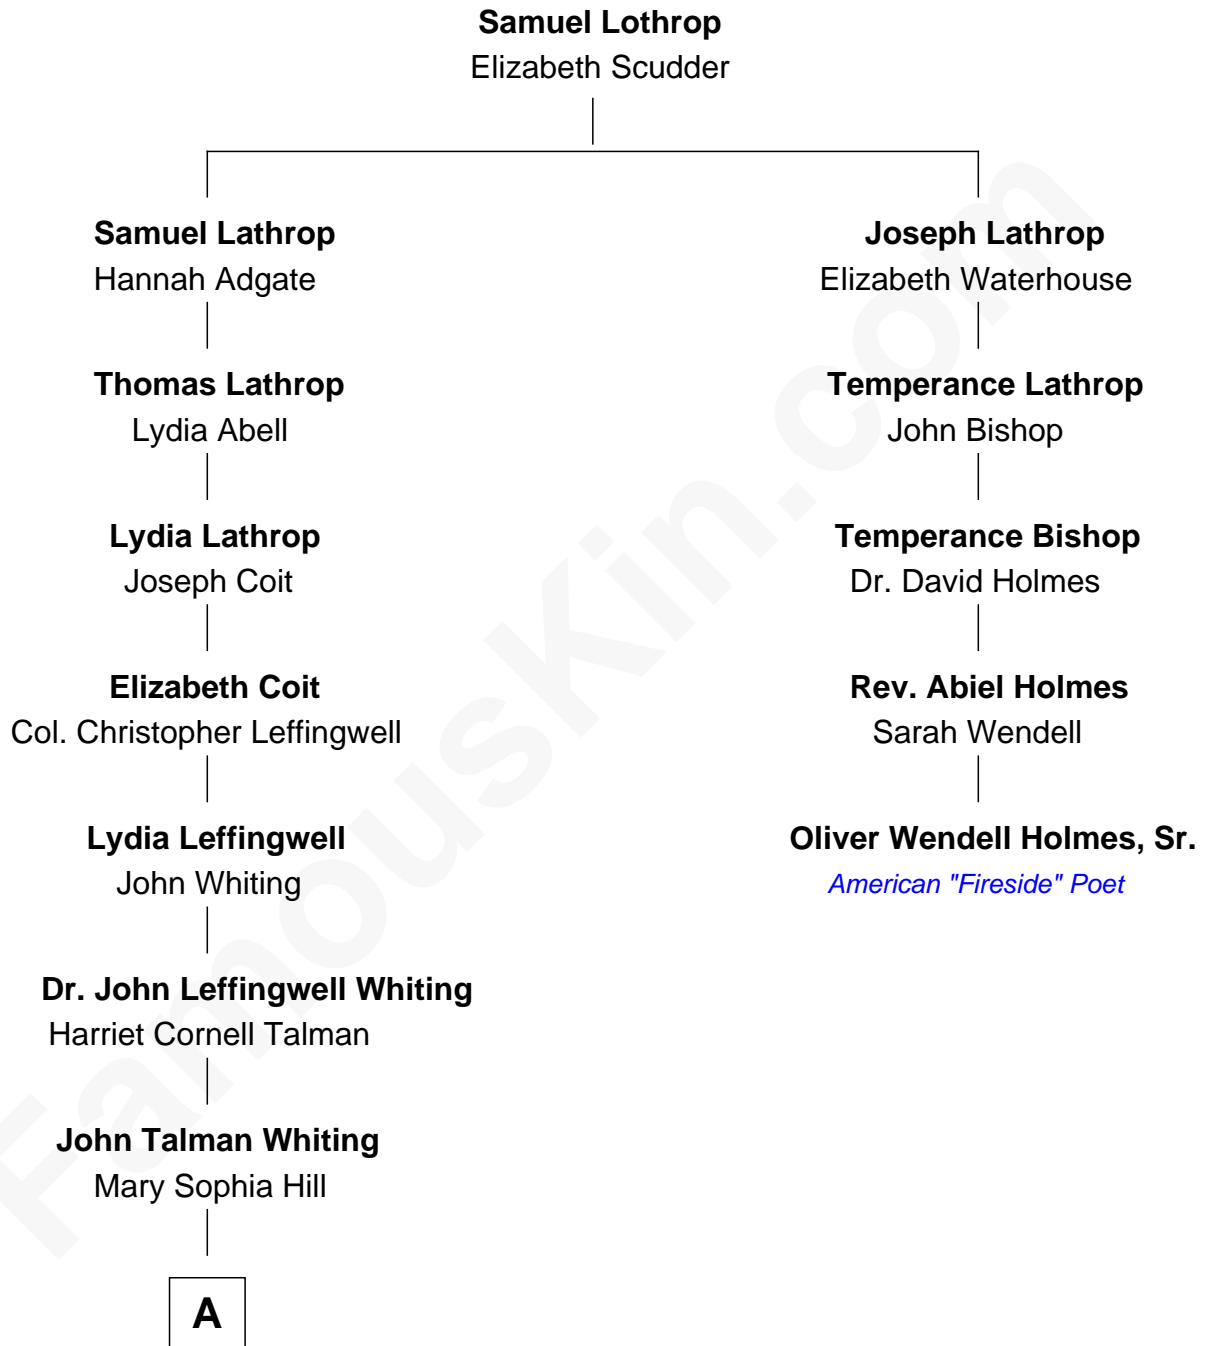 Samuel Lothrop
Elizabeth Scudder
Samuel Lathrop
Hannah Adgate
Joseph Lathrop
Elizabeth Waterhouse
Thomas Lathrop
Lydia Abell
Temperance Lathrop
John Bishop
Lydia Lathrop
Joseph Coit
Temperance Bishop
Dr. David Holmes
Elizabeth Coit
Col. Christopher Leffingwell
Rev. Abiel Holmes
Sarah Wendell
Lydia Leffingwell
John Whiting
Oliver Wendell Holmes, Sr.
American "Fireside" Poet
Dr. John Leffingwell Whiting
Harriet Cornell Talman
John Talman Whiting
Mary Sophia Hill
A
FamousKin.com